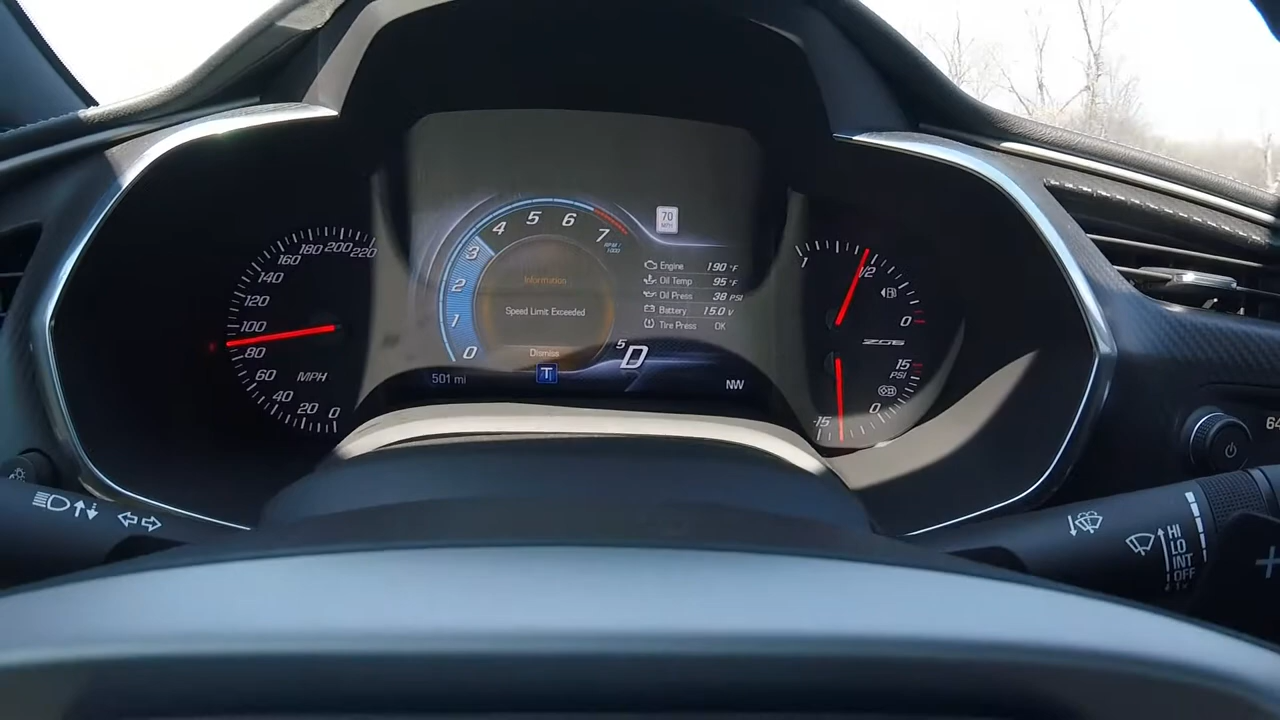 180 200 220
160
140
120
100
80
60
40
20
0
MPH
0
1
2
3
4
5
6
7
RPM
1000
Information
Speed Limit Exceeded
Dismiss
70
MPH
Engine 190 °F
Oil Temp 95 °F
Oil Press 38 PSI
Battery 15.0 V
Tire Press OK
5
D
501 mi
T
NW
1
1/2
0
Z06
15
PSI
0
-15
HI
LO
INT
OFF
1x
64